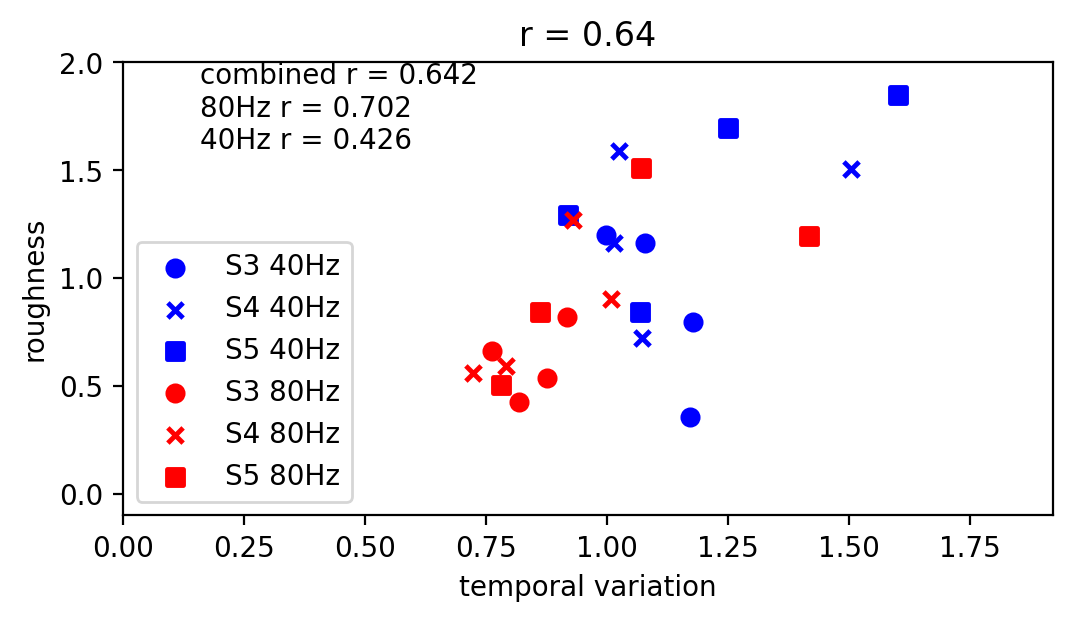 r = 0.64
combined r = 0.642
80Hz r = 0.702
40Hz r = 0.426
2.0
1.5
1.0
0.5
0.0
roughness
S3 40Hz
S4 40Hz
S5 40Hz
S3 80Hz
S4 80Hz
S5 80Hz
0.00 0.25 0.50 0.75 1.00 1.25 1.50 1.75
temporal variation